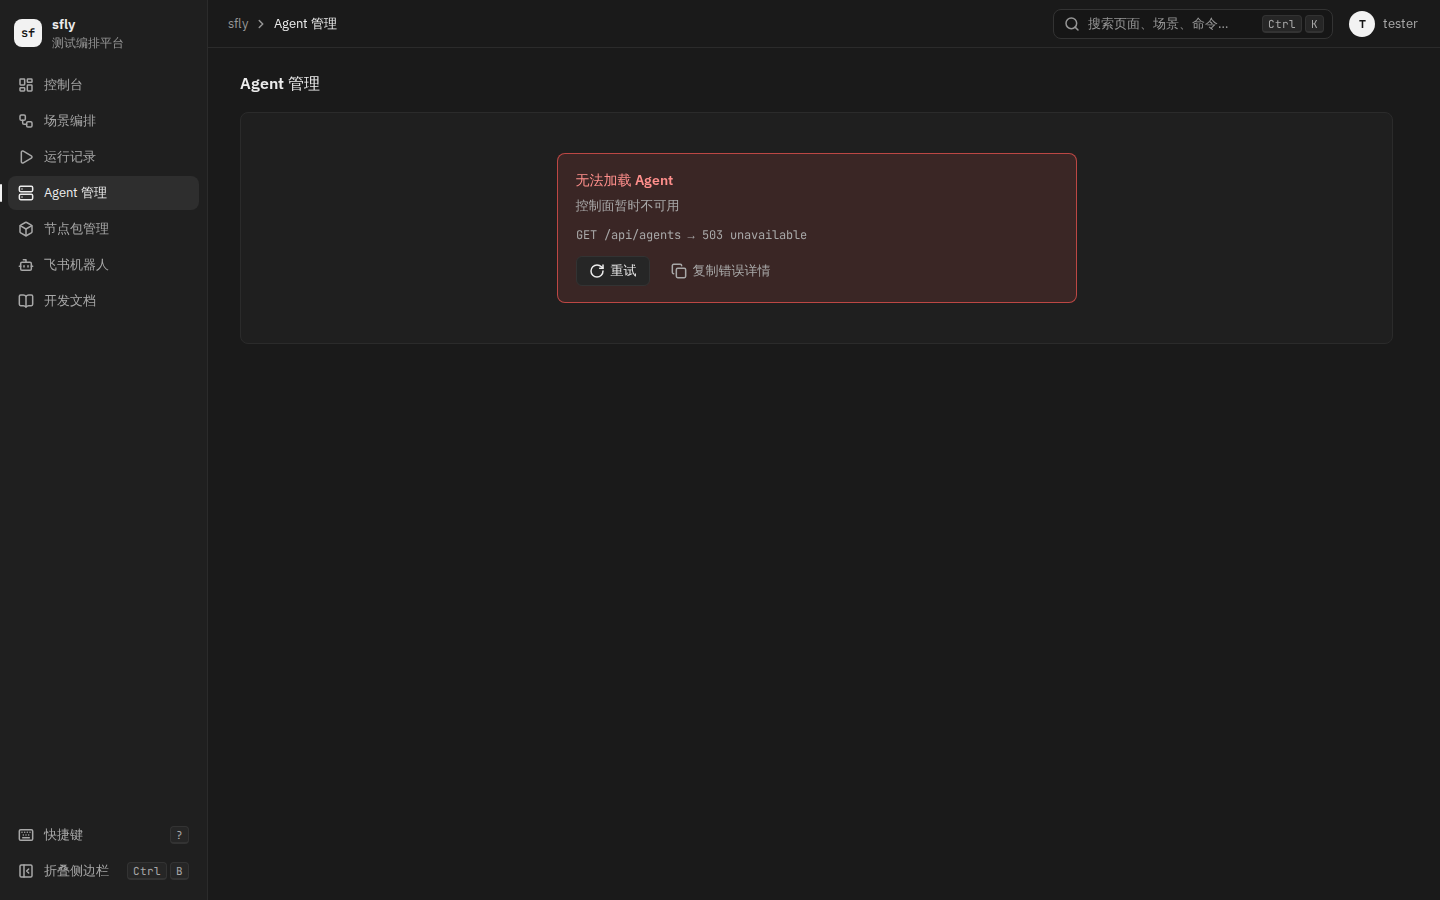 sf
sfly
测试编排平台
控制台
场景编排
运行记录
Agent 管理
节点包管理
飞书机器人
开发文档
快捷键 ?
折叠侧边栏 Ctrl B
sfly > Agent 管理
搜索页面、场景、命令... Ctrl K
T tester
Agent 管理
无法加载 Agent
控制面暂时不可用
GET /api/agents → 503 unavailable
重试 复制错误详情